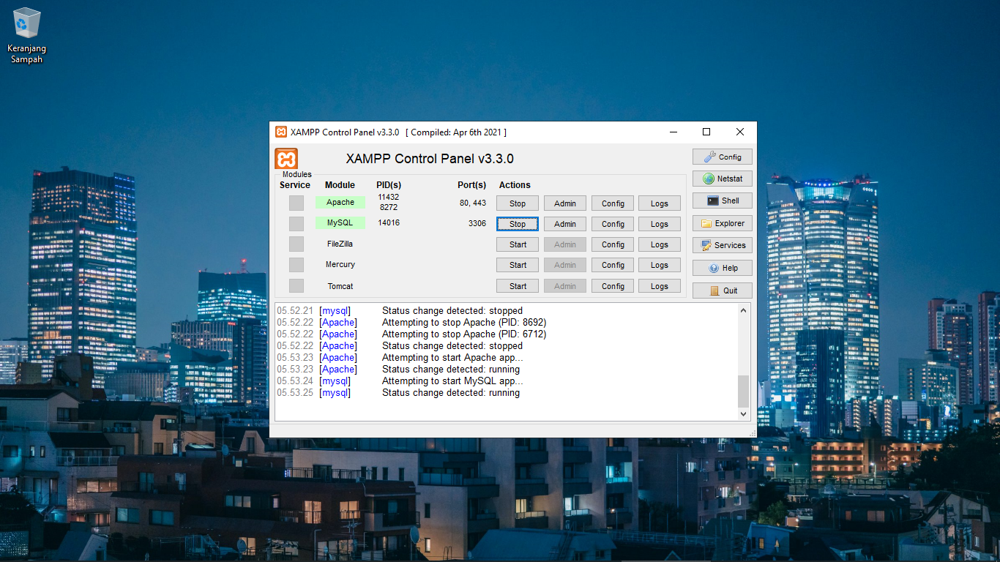 Keranjang
Sampah
XAMPP Control Panel v3.3.0 [ Compiled: Apr 6th 2021 ]
XAMPP Control Panel v3.3.0
Config
Modules
Service Module PID(s) Port(s) Actions
Netstat
Apache 11432 8272 80, 443 Stop Admin Config Logs
Shell
MySQL 14016 3306 Stop Admin Config Logs
Explorer
FileZilla Start Admin Config Logs
Services
Mercury Start Admin Config Logs
Help
Tomcat Start Admin Config Logs
Quit
05.52.21 [mysql] Status change detected: stopped
05.52.22 [Apache] Attempting to stop Apache (PID: 8692)
05.52.22 [Apache] Attempting to stop Apache (PID: 6712)
05.52.22 [Apache] Status change detected: stopped
05.53.23 [Apache] Attempting to start Apache app...
05.53.23 [Apache] Status change detected: running
05.53.24 [mysql] Attempting to start MySQL app...
05.53.25 [mysql] Status change detected: running